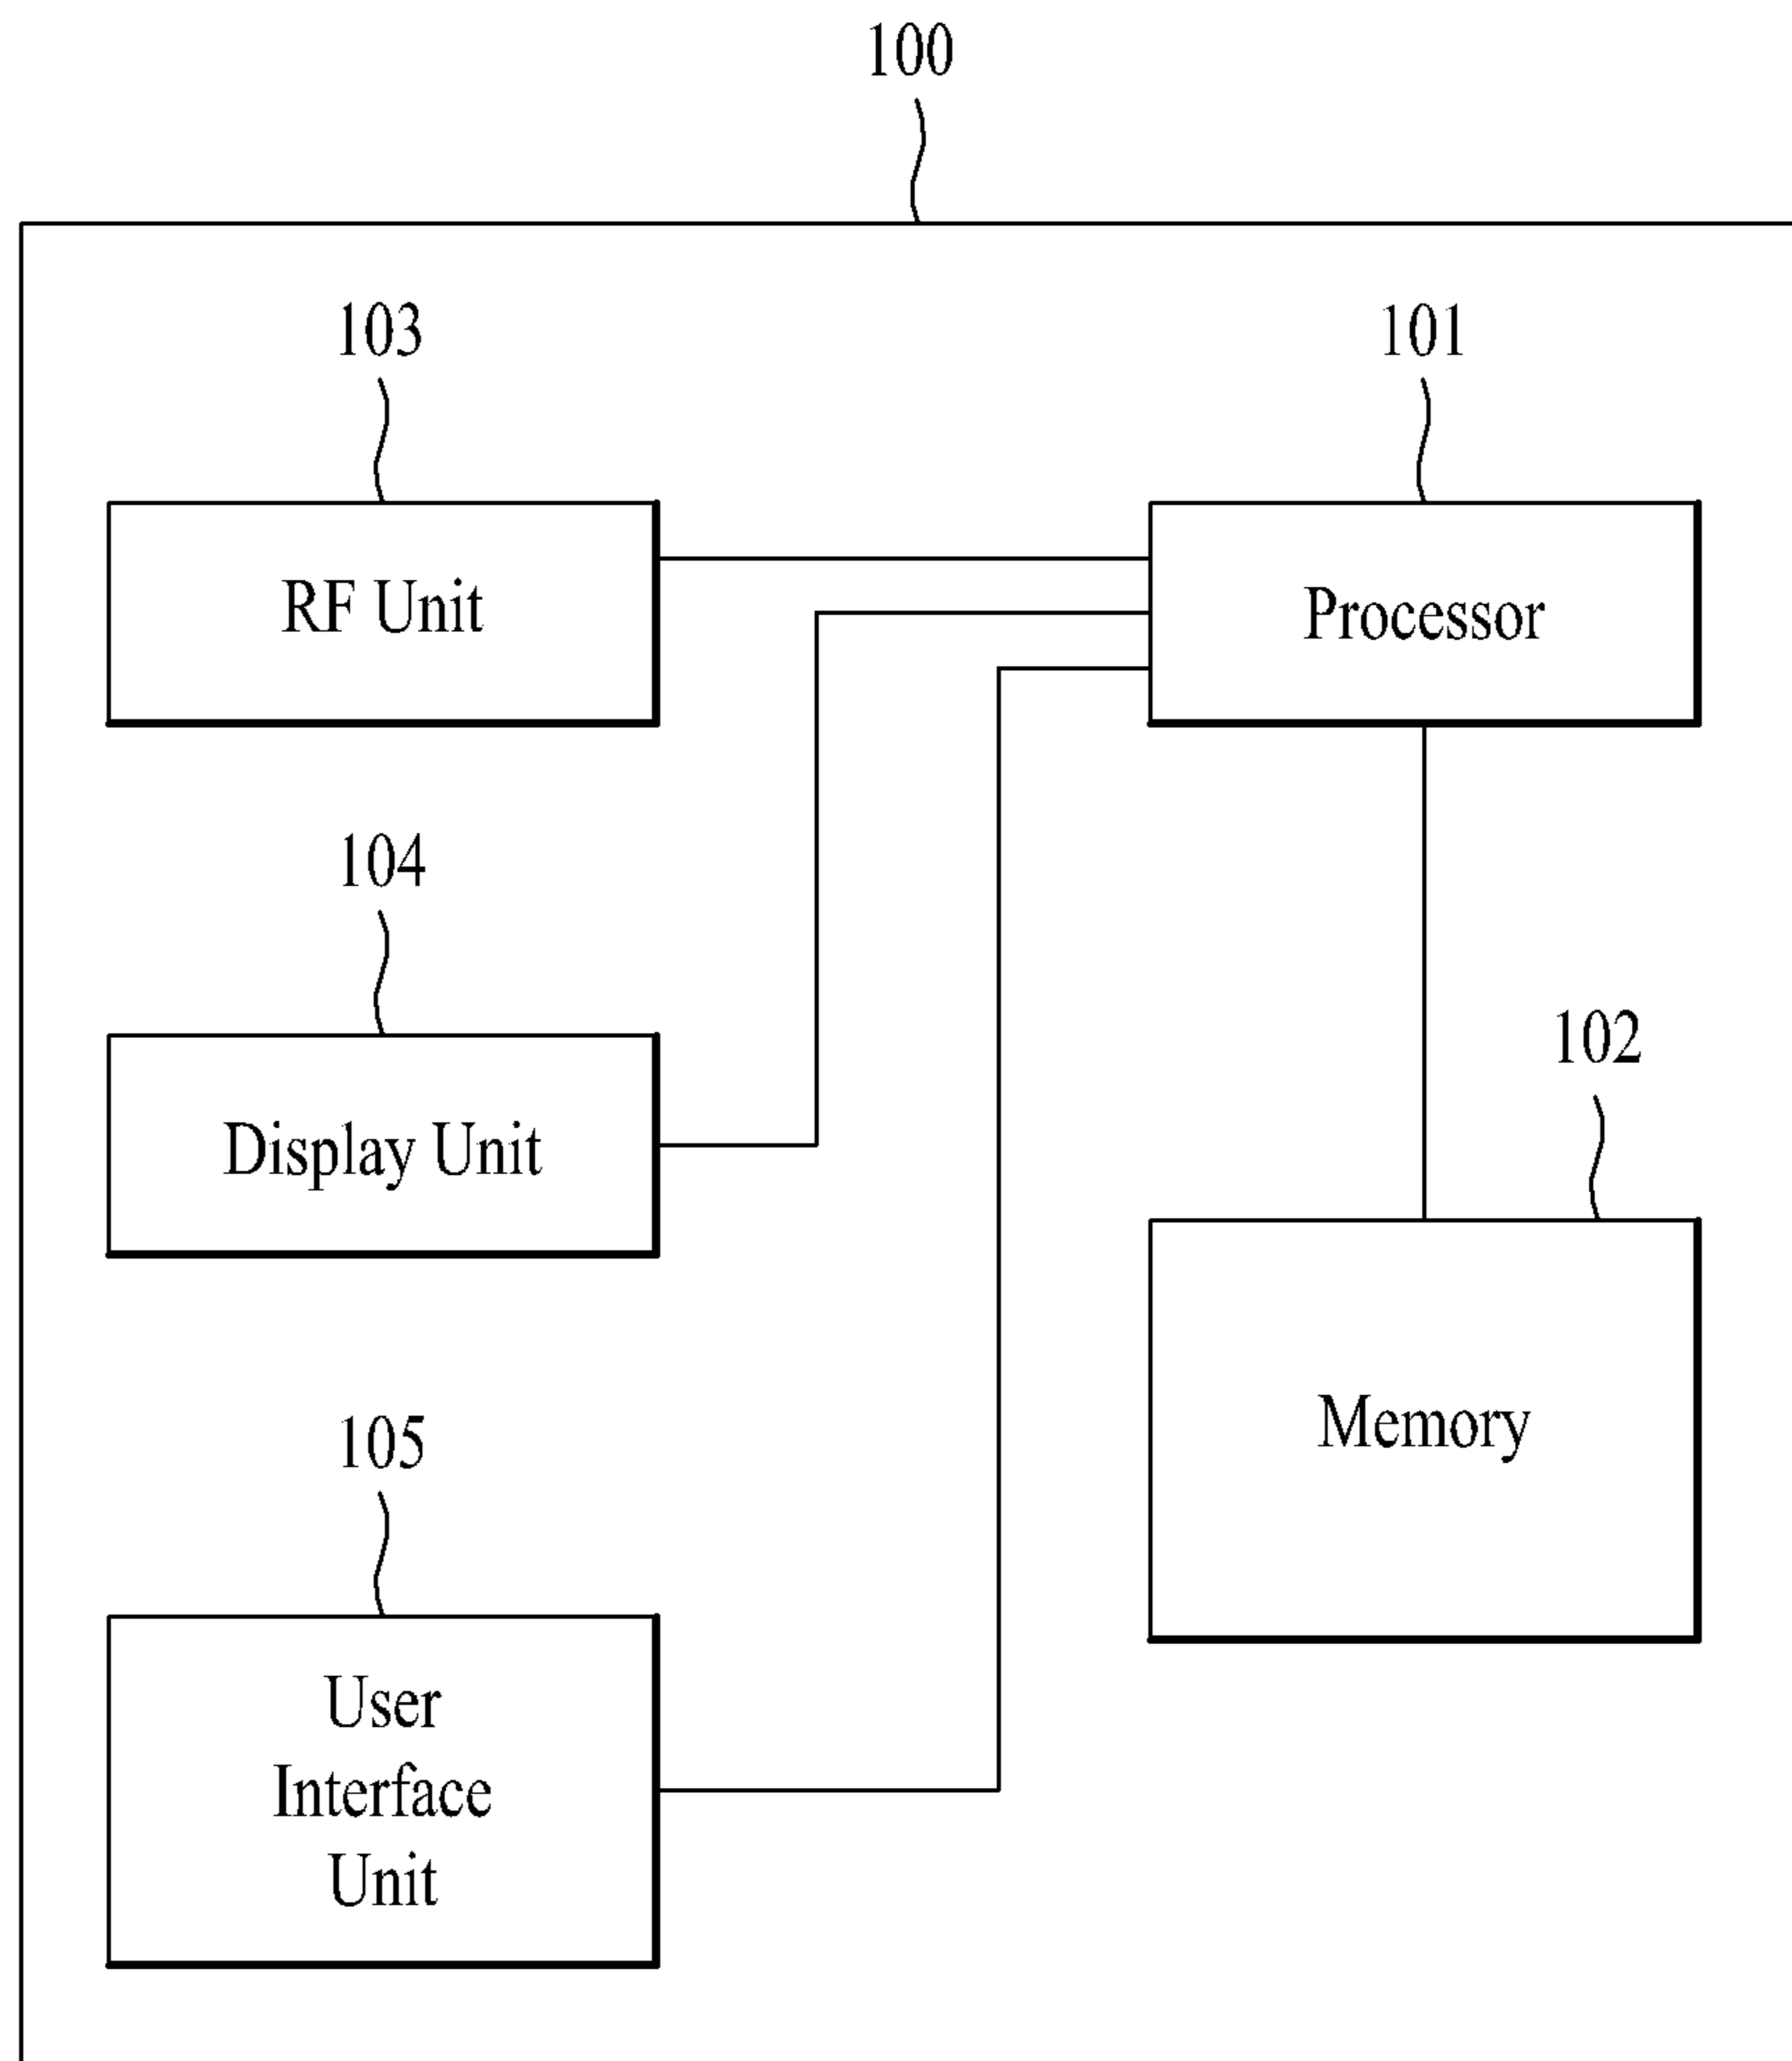 100
103
101
RF Unit
Processor
104
102
Display Unit
Memory
105
User
Interface
Unit